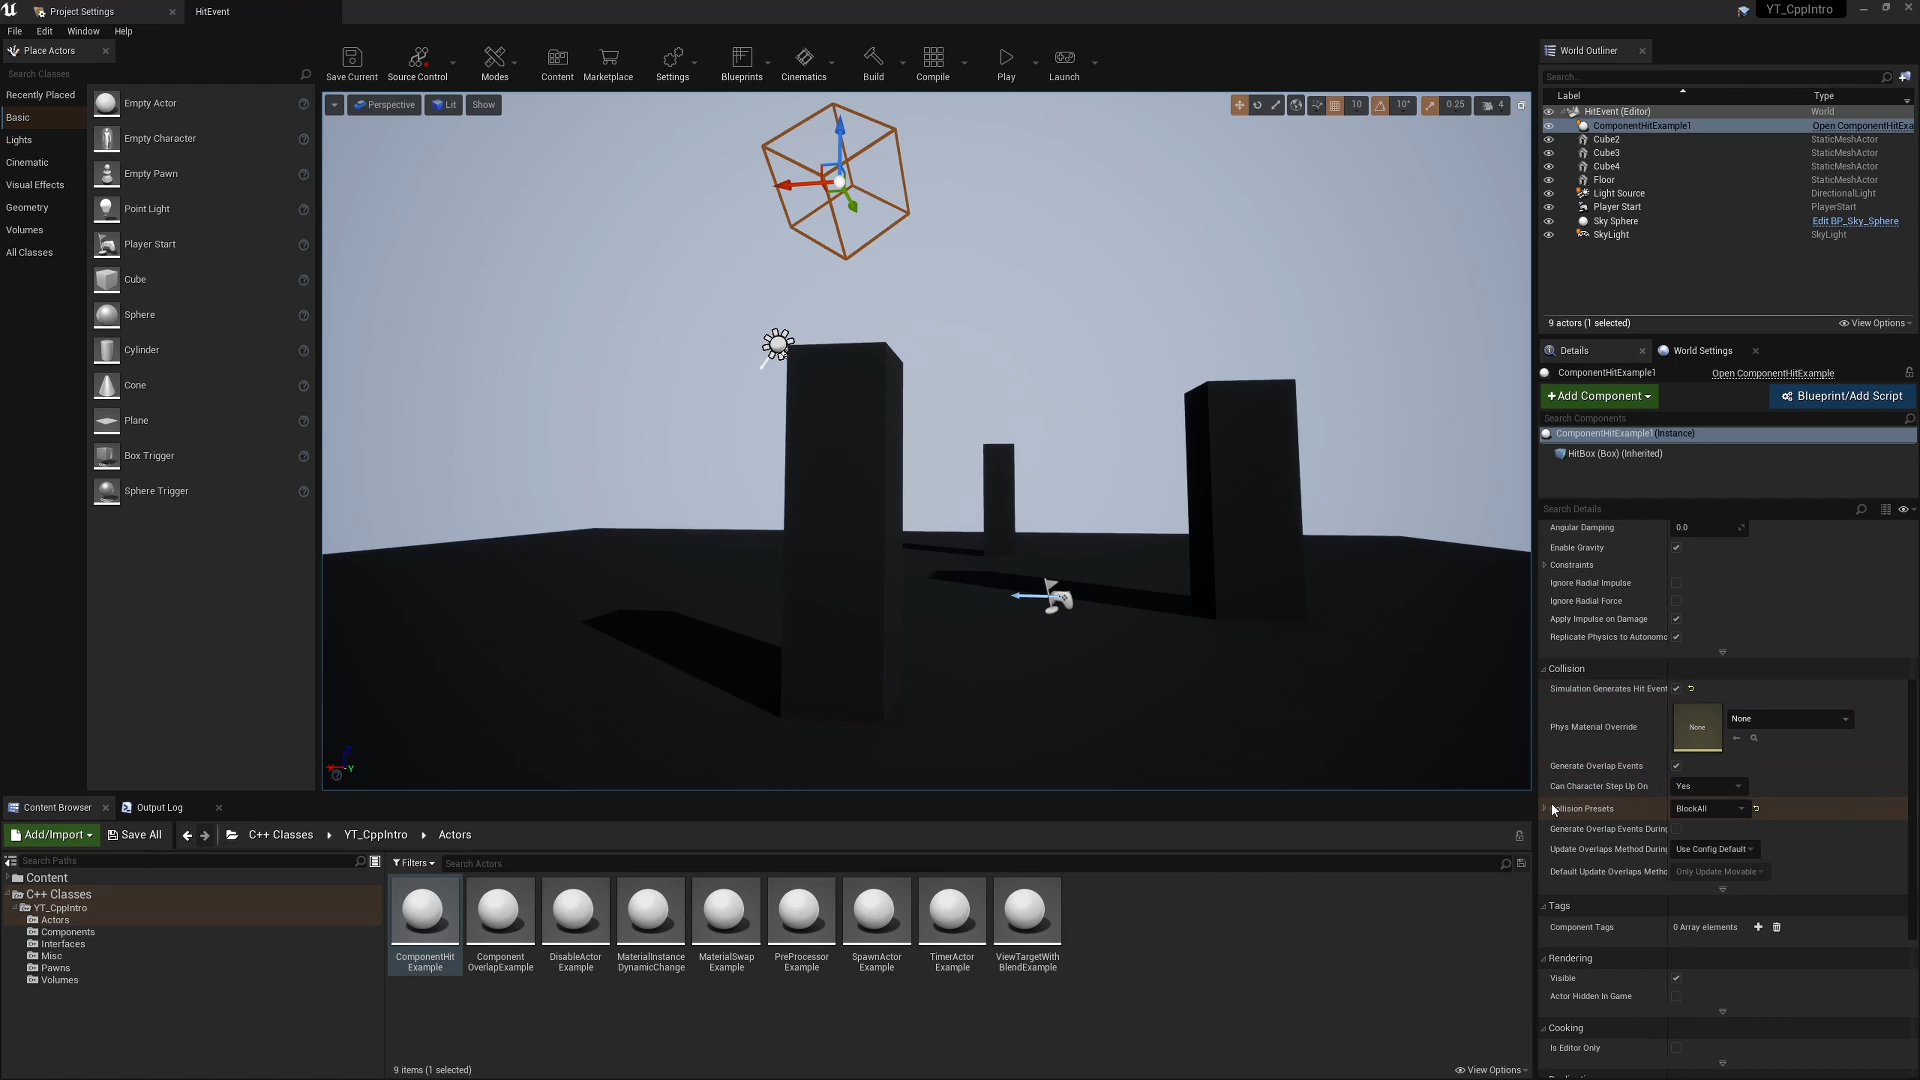 Project Settings
HitEvent
YT_CppIntro
File Edit Window Help
Place Actors
Search Classes
Recently Placed
Basic
Lights
Cinematic
Visual Effects
Geometry
Volumes
All Classes
Empty Actor
Empty Character
Empty Pawn
Point Light
Player Start
Cube
Sphere
Cylinder
Cone
Plane
Box Trigger
Sphere Trigger
Save Current
Source Control
Modes
Content
Marketplace
Settings
Blueprints
Cinematics
Build
Compile
Play
Launch
Perspective Lit Show
10 10° 0.25 4
World Outliner
Search...
Label Type
HitEvent (Editor) World
ComponentHitExample1 Open ComponentHitExa
Cube2 StaticMeshActor
Cube3 StaticMeshActor
Cube4 StaticMeshActor
Floor StaticMeshActor
Light Source DirectionalLight
Player Start PlayerStart
Sky Sphere Edit BP_Sky_Sphere
SkyLight SkyLight
9 actors (1 selected) View Options
Details World Settings
ComponentHitExample1 Open ComponentHitExample
+Add Component Blueprint/Add Script
Search Components
ComponentHitExample1 (Instance)
HitBox (Box) (Inherited)
Search Details
Angular Damping 0.0
Enable Gravity
Constraints
Ignore Radial Impulse
Ignore Radial Force
Apply Impulse on Damage
Replicate Physics to Autonomo
Collision
Simulation Generates Hit Event
Phys Material Override None None
Generate Overlap Events
Can Character Step Up On Yes
Collision Presets BlockAll
Generate Overlap Events During
Update Overlaps Method During Use Config Default
Default Update Overlaps Metho Only Update Movable
Tags
Component Tags 0 Array elements
Rendering
Visible
Actor Hidden In Game
Cooking
Is Editor Only
Content Browser Output Log
Add/Import Save All C++ Classes YT_CppIntro Actors
Search Paths
Filters Search Actors
Content
C++ Classes
YT_CppIntro
Actors
Components
Interfaces
Misc
Pawns
Volumes
ComponentHit
Example
Component
OverlapExample
DisableActor
Example
MaterialInstance
DynamicChange
MaterialSwap
Example
PreProcessor
Example
SpawnActor
Example
TimerActor
Example
ViewTargetWith
BlendExample
9 items (1 selected) View Options